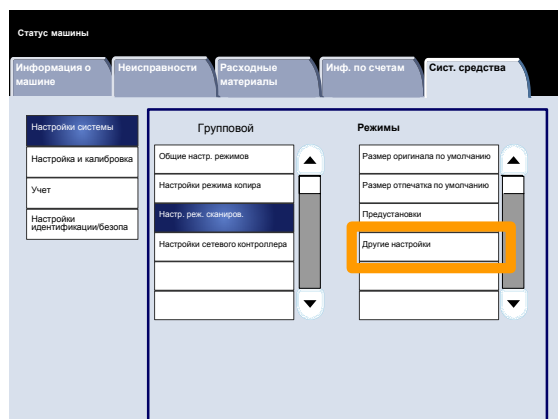 Статус машины
Информация о
машине
Неисправности
Расходные
материалы
Инф. по счетам
Сист. средства
Настройки системы
Настройка и калибровка
Учет
Настройки
идентификации/безопа
Групповой
Общие настр. режимов
Настройки режима копира
Настр. реж. сканиров.
Настройки сетевого контроллера
Режимы
Размер оригинала по умолчанию
Размер отпечатка по умолчанию
Предустановки
Другие настройки